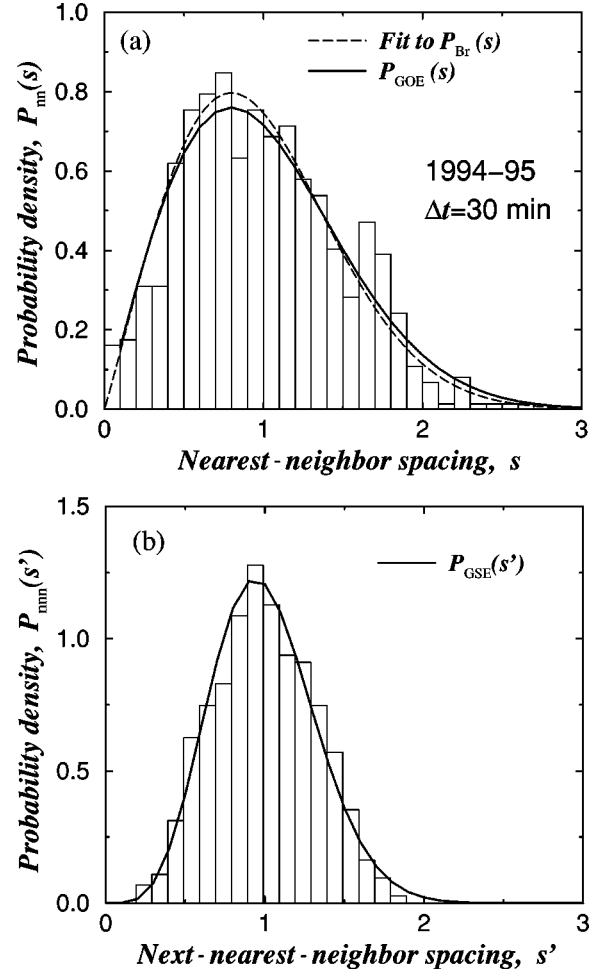 (a)
Fit to P_Br(s)
P_GOE(s)
1994–95
Δt=30 min
Probability density, P_nn(s)
1.0
0.8
0.6
0.4
0.2
0.0
0 1 2 3
Nearest-neighbor spacing, s
(b)
P_GSE(s’)
Probability density, P_nnn(s’)
1.5
1.0
0.5
0.0
0 1 2 3
Next-nearest-neighbor spacing, s’